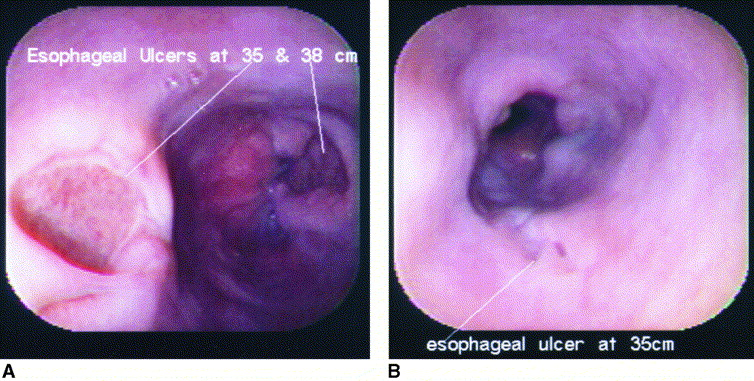 Esophageal Ulcers at 35 & 38 cm
esophageal ulcer at 35cm
A
B